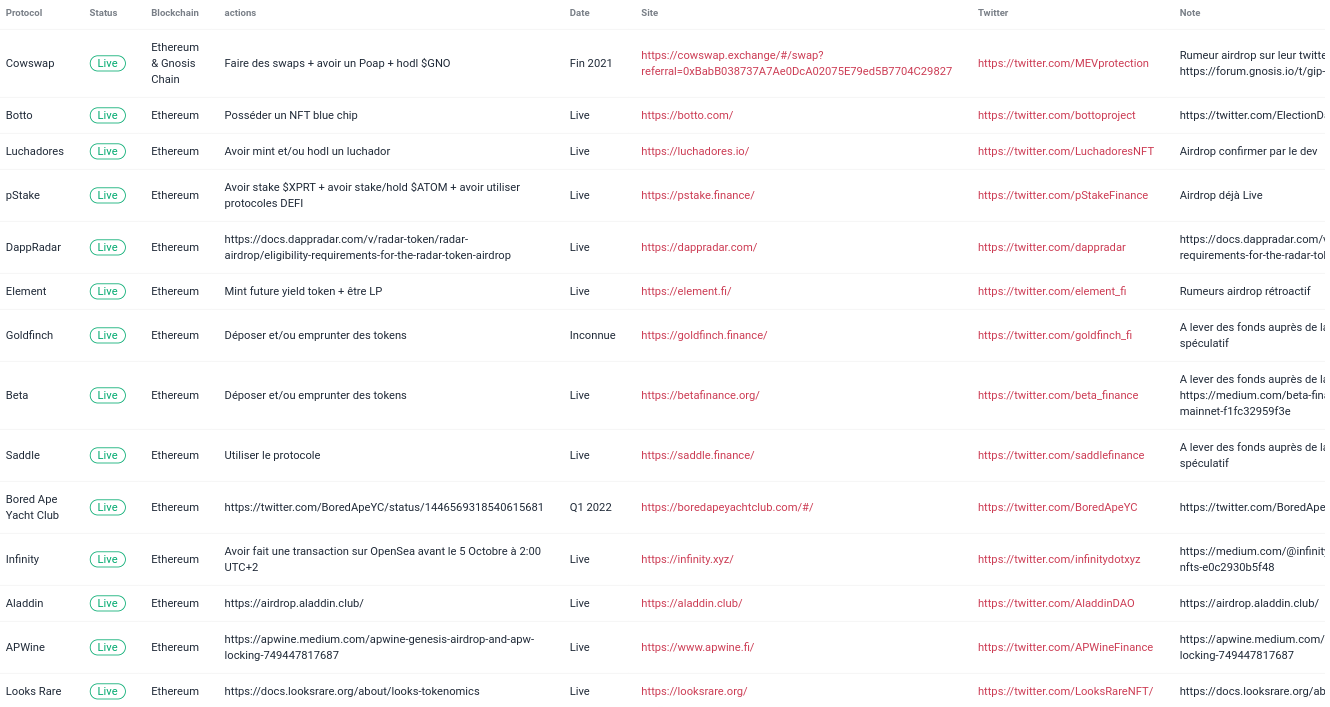 Protocol Status Blockchain actions Date Site Twitter Note
Cowswap Live Ethereum & Gnosis Chain Faire des swaps + avoir un Poap + hodl $GNO Fin 2021 https://cowswap.exchange/#/swap?referral=0xBabB038737A7Ae0DcA02075E79ed5B7704C29827 https://twitter.com/MEVprotection Rumeur airdrop sur leur twitte https://forum.gnosis.io/t/gip-
Botto Live Ethereum Posséder un NFT blue chip Live https://botto.com/ https://twitter.com/bottoproject https://twitter.com/ElectionD
Luchadores Live Ethereum Avoir mint et/ou hodl un luchador Live https://luchadores.io/ https://twitter.com/LuchadoresNFT Airdrop confirmer par le dev
pStake Live Ethereum Avoir stake $XPRT + avoir stake/hold $ATOM + avoir utiliser protocoles DEFI Live https://pstake.finance/ https://twitter.com/pStakeFinance Airdrop déjà Live
DappRadar Live Ethereum https://docs.dappradar.com/v/radar-token/radar-airdrop/eligibility-requirements-for-the-radar-token-airdrop Live https://dappradar.com/ https://twitter.com/dappradar https://docs.dappradar.com/v requirements-for-the-radar-to
Element Live Ethereum Mint future yield token + être LP Live https://element.fi/ https://twitter.com/element_fi Rumeurs airdrop rétroactif
Goldfinch Live Ethereum Déposer et/ou emprunter des tokens Inconnue https://goldfinch.finance/ https://twitter.com/goldfinch_fi A lever des fonds auprès de la spéculatif
Beta Live Ethereum Déposer et/ou emprunter des tokens Live https://betafinance.org/ https://twitter.com/beta_finance A lever des fonds auprès de la https://medium.com/beta-fina mainnet-f1fc32959f3e
Saddle Live Ethereum Utiliser le protocole Live https://saddle.finance/ https://twitter.com/saddlefinance A lever des fonds auprès de la spéculatif
Bored Ape Yacht Club Live Ethereum https://twitter.com/BoredApeYC/status/1446569318540615681 Q1 2022 https://boredapeyachtclub.com/#/ https://twitter.com/BoredApeYC https://twitter.com/BoredApe
Infinity Live Ethereum Avoir fait une transaction sur OpenSea avant le 5 Octobre à 2:00 UTC+2 Live https://infinity.xyz/ https://twitter.com/infinitydotxyz https://medium.com/@infinity nfts-e0c2930b5f48
Aladdin Live Ethereum https://airdrop.aladdin.club/ Live https://aladdin.club/ https://twitter.com/AladdinDAO https://airdrop.aladdin.club/
APWine Live Ethereum https://apwine.medium.com/apwine-genesis-airdrop-and-apw-locking-749447817687 Live https://www.apwine.fi/ https://twitter.com/APWineFinance https://apwine.medium.com/ locking-749447817687
Looks Rare Live Ethereum https://docs.looksrare.org/about/looks-tokenomics Live https://looksrare.org/ https://twitter.com/LooksRareNFT/ https://docs.looksrare.org/ab